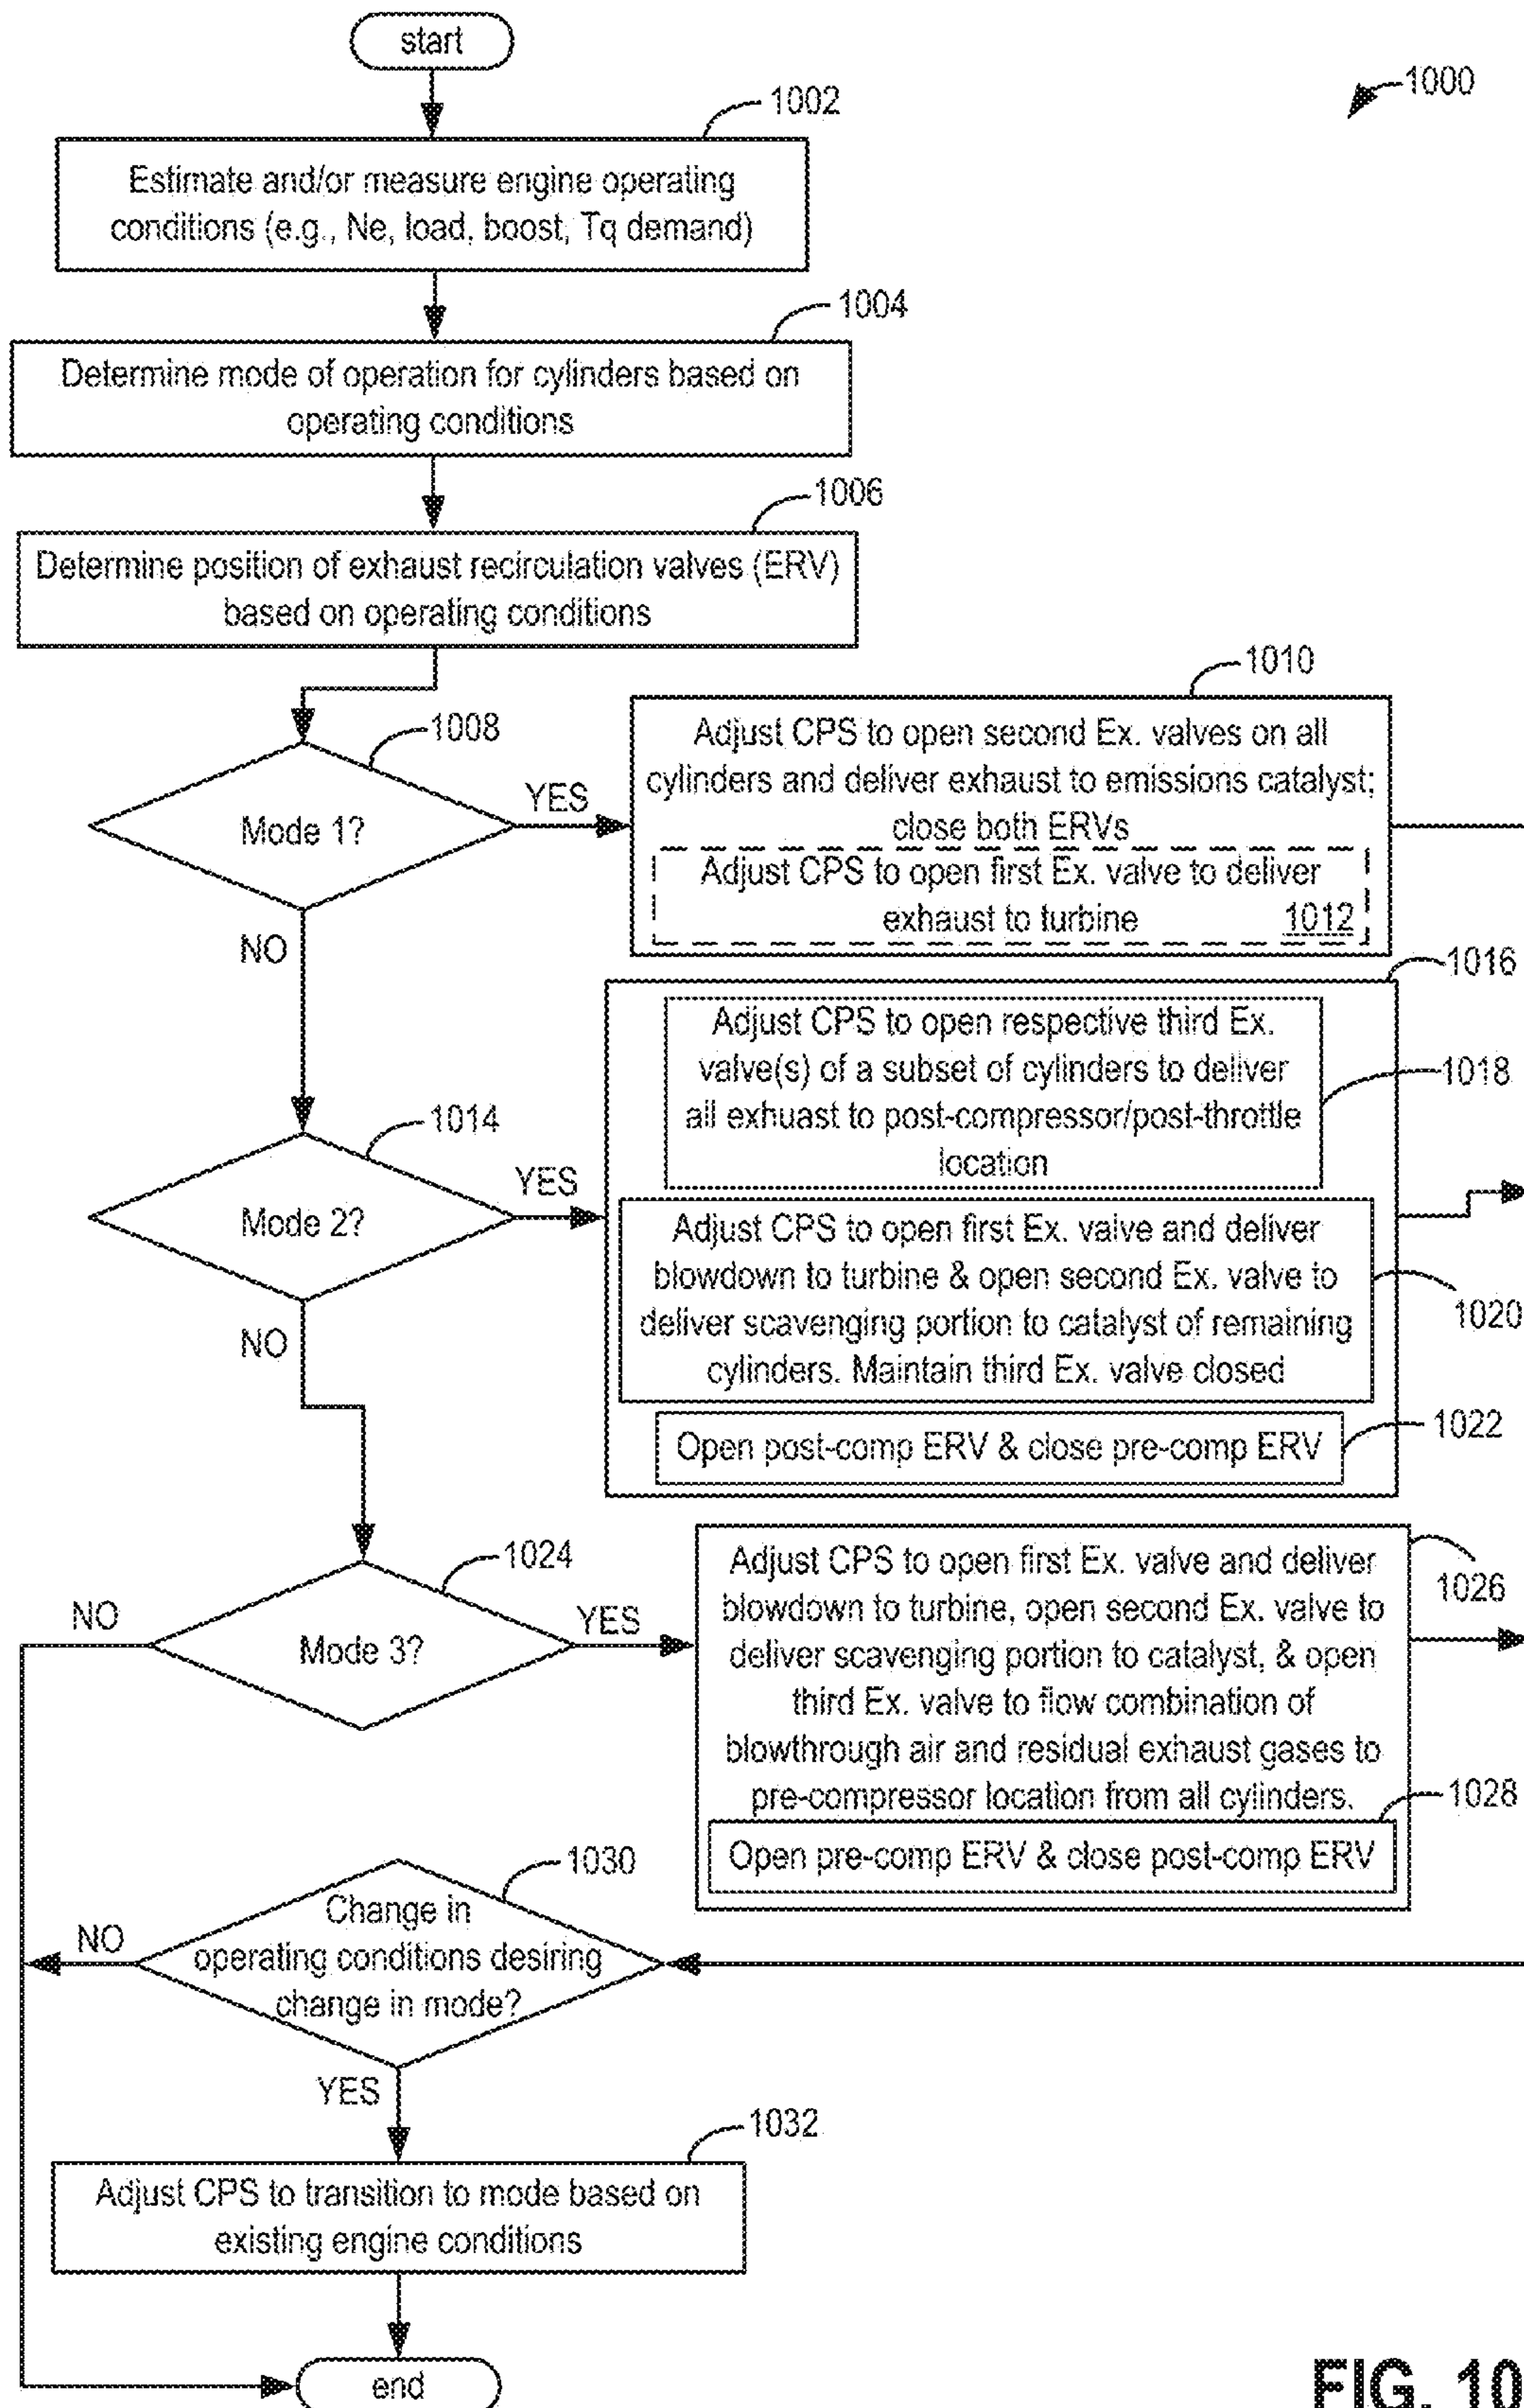 start
1000
1002
Estimate and/or measure engine operating
conditions (e.g., Ne, load, boost, Tq demand)
1004
Determine mode of operation for cylinders based on
operating conditions
1006
Determine position of exhaust recirculation valves (ERV)
based on operating conditions
1008
Mode 1?
YES
NO
1010
Adjust CPS to open second Ex. valves on all
cylinders and deliver exhaust to emissions catalyst;
close both ERVs
Adjust CPS to open first Ex. valve to deliver
exhaust to turbine 1012
1014
Mode 2?
YES
NO
1016
Adjust CPS to open respective third Ex.
valve(s) of a subset of cylinders to deliver
all exhuast to post-compressor/post-throttle
location
1018
Adjust CPS to open first Ex. valve and deliver
blowdown to turbine & open second Ex. valve to
deliver scavenging portion to catalyst of remaining
cylinders. Maintain third Ex. valve closed
1020
Open post-comp ERV & close pre-comp ERV
1022
1024
Mode 3?
NO
YES
Adjust CPS to open first Ex. valve and deliver
blowdown to turbine, open second Ex. valve to
deliver scavenging portion to catalyst, & open
third Ex. valve to flow combination of
blowthrough air and residual exhaust gases to
pre-compressor location from all cylinders.
1026
Open pre-comp ERV & close post-comp ERV
1028
1030
Change in
operating conditions desiring
change in mode?
NO
YES
1032
Adjust CPS to transition to mode based on
existing engine conditions
end
FIG. 10